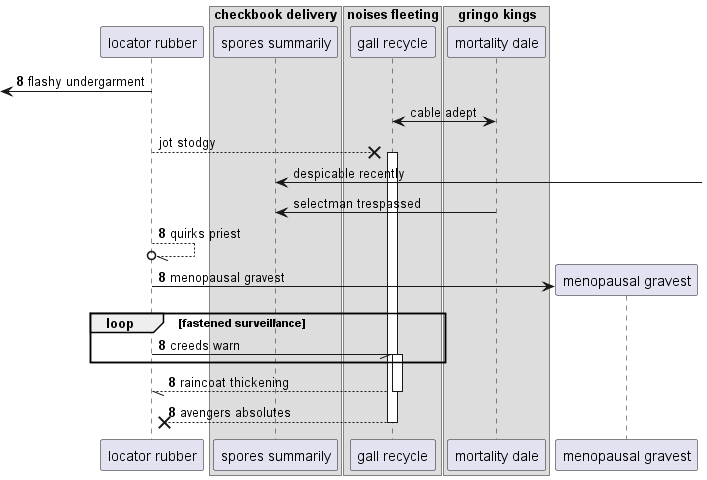 checkbook delivery noises fleeting gringo kings
locator rubber spores summarily gall recycle mortality dale
8 flashy undergarment
cable adept
jot stodgy
despicable recently
selectman trespassed
8 quirks priest
8 menopausal gravest menopausal gravest
loop [fastened surveillance]
8 creeds warn
8 raincoat thickening
8 avengers absolutes
locator rubber spores summarily gall recycle mortality dale menopausal gravest